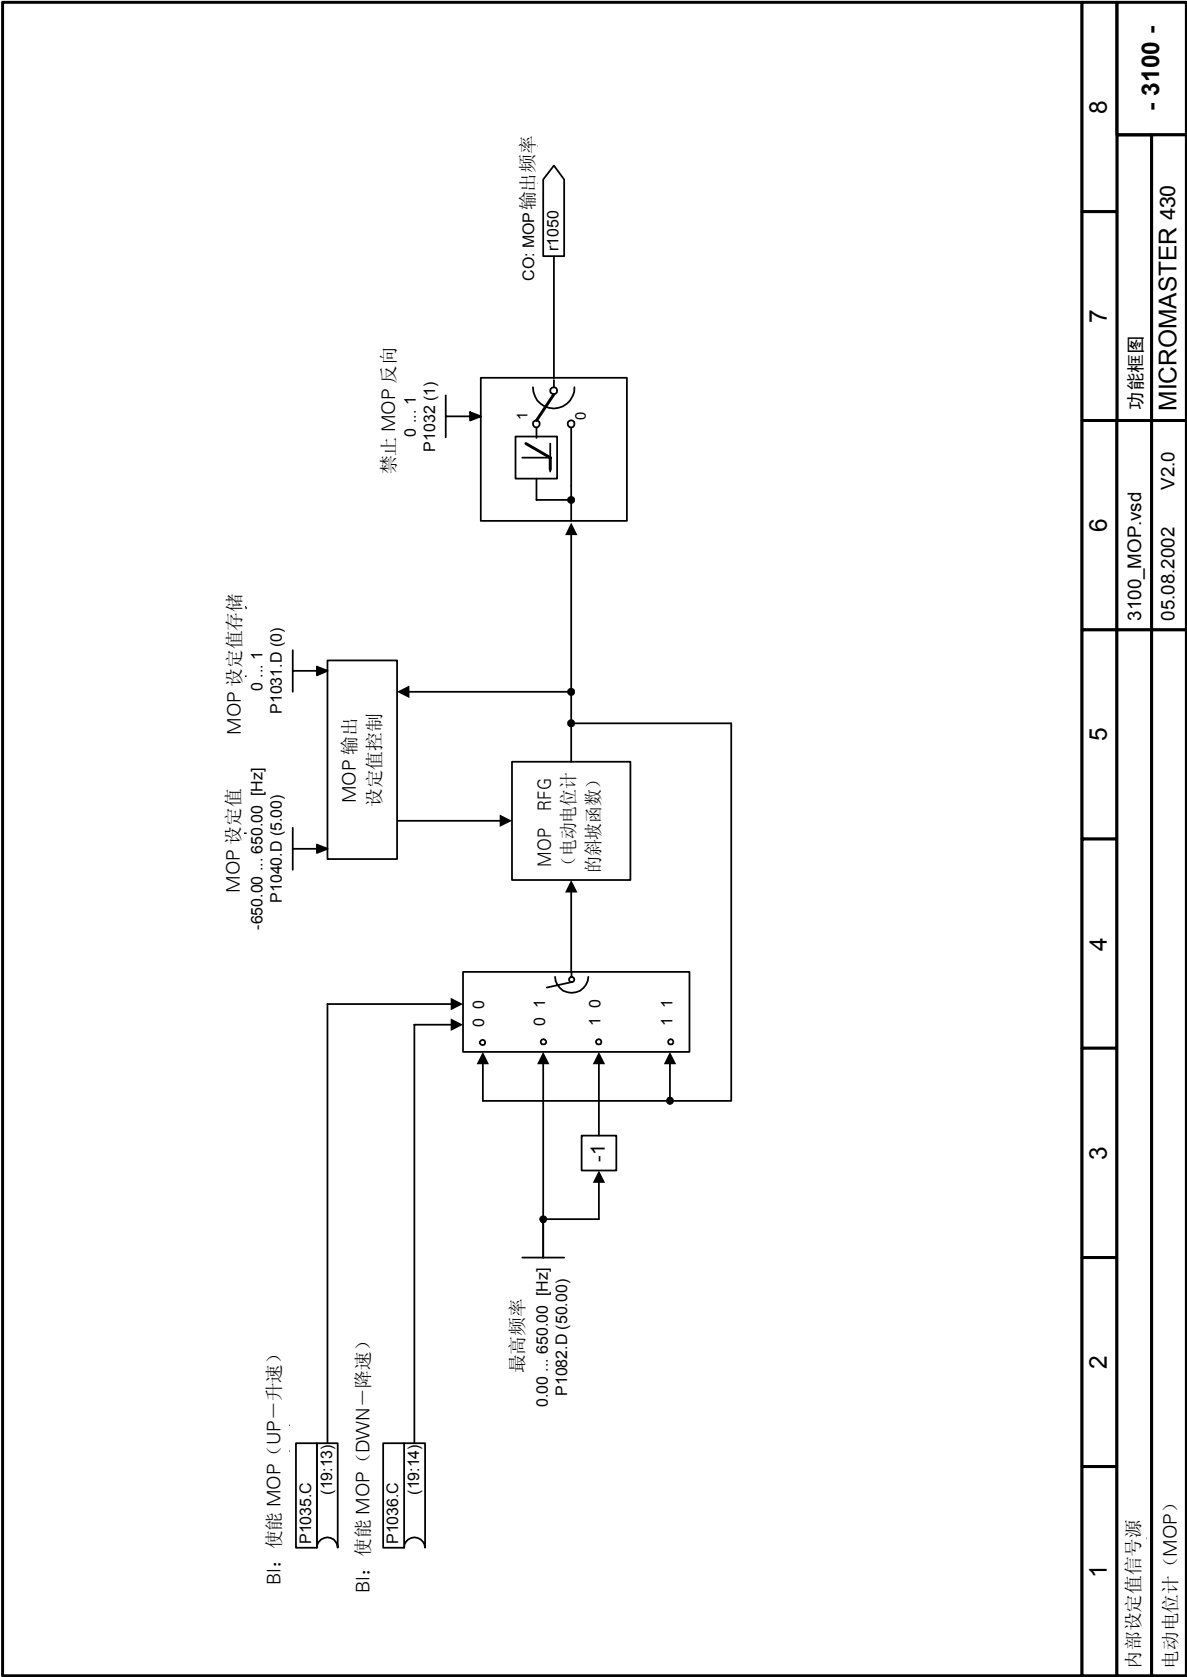 BI: 使能 MOP（UP－升速）
P1035.C
(19:13)
BI: 使能 MOP（DWN－降速）
P1036.C
(19:14)
最高频率
0.00 ... 650.00 [Hz]
P1082.D (50.00)
-1
0 0
0 1
1 0
1 1
MOP 设定值
-650.00 ... 650.00 [Hz]
P1040.D (5.00)
MOP 设定值存储
0 ... 1
P1031.D (0)
MOP 输出
设定值控制
MOP RFG
（电动电位计
的斜坡函数）
禁止 MOP 反向
0 ... 1
P1032 (1)
1
0
CO: MOP 输出频率
r1050
1 2 3 4 5 6 7 8
内部设定值信号源 3100_MOP.vsd 功能框图 - 3100 -
电动电位计（MOP） 05.08.2002 V2.0 MICROMASTER 430